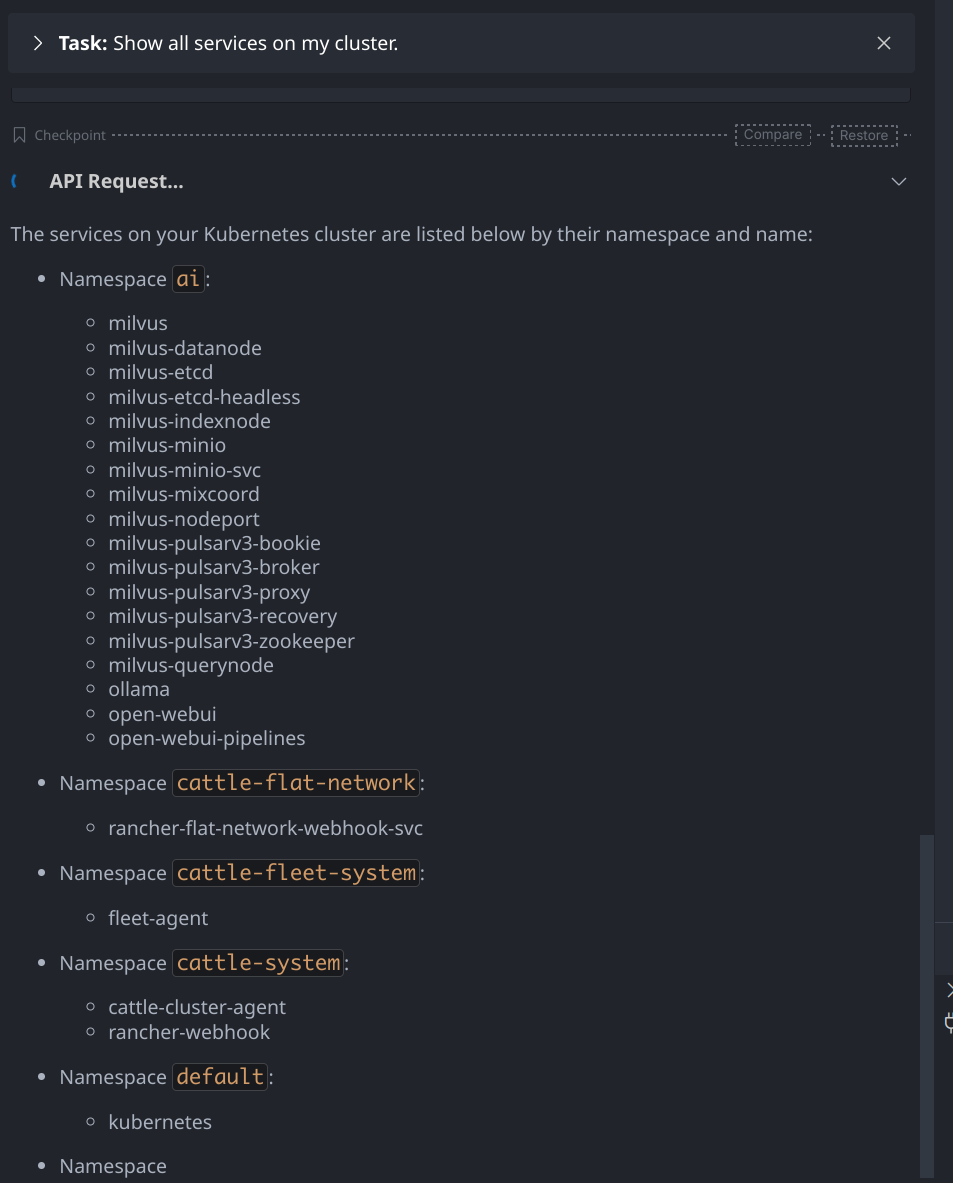 Task: Show all services on my cluster.
Checkpoint Compare Restore
API Request...
The services on your Kubernetes cluster are listed below by their namespace and name:
Namespace ai:
milvus
milvus-datanode
milvus-etcd
milvus-etcd-headless
milvus-indexnode
milvus-minio
milvus-minio-svc
milvus-mixcoord
milvus-nodeport
milvus-pulsarv3-bookie
milvus-pulsarv3-broker
milvus-pulsarv3-proxy
milvus-pulsarv3-recovery
milvus-pulsarv3-zookeeper
milvus-querynode
ollama
open-webui
open-webui-pipelines
Namespace cattle-flat-network:
rancher-flat-network-webhook-svc
Namespace cattle-fleet-system:
fleet-agent
Namespace cattle-system:
cattle-cluster-agent
rancher-webhook
Namespace default:
kubernetes
Namespace